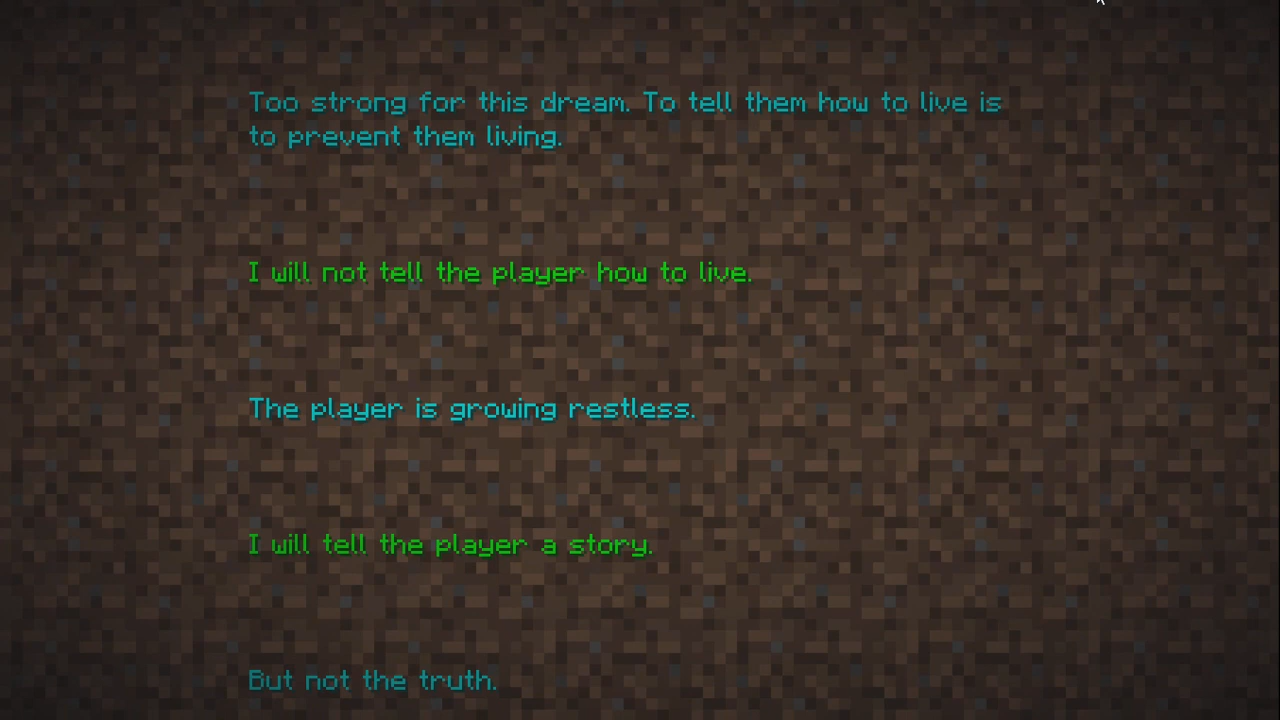 Too strong for this dream. To tell them how to live is
to prevent them living.
I will not tell the player how to live.
The player is growing restless.
I will tell the player a story.
But not the truth.